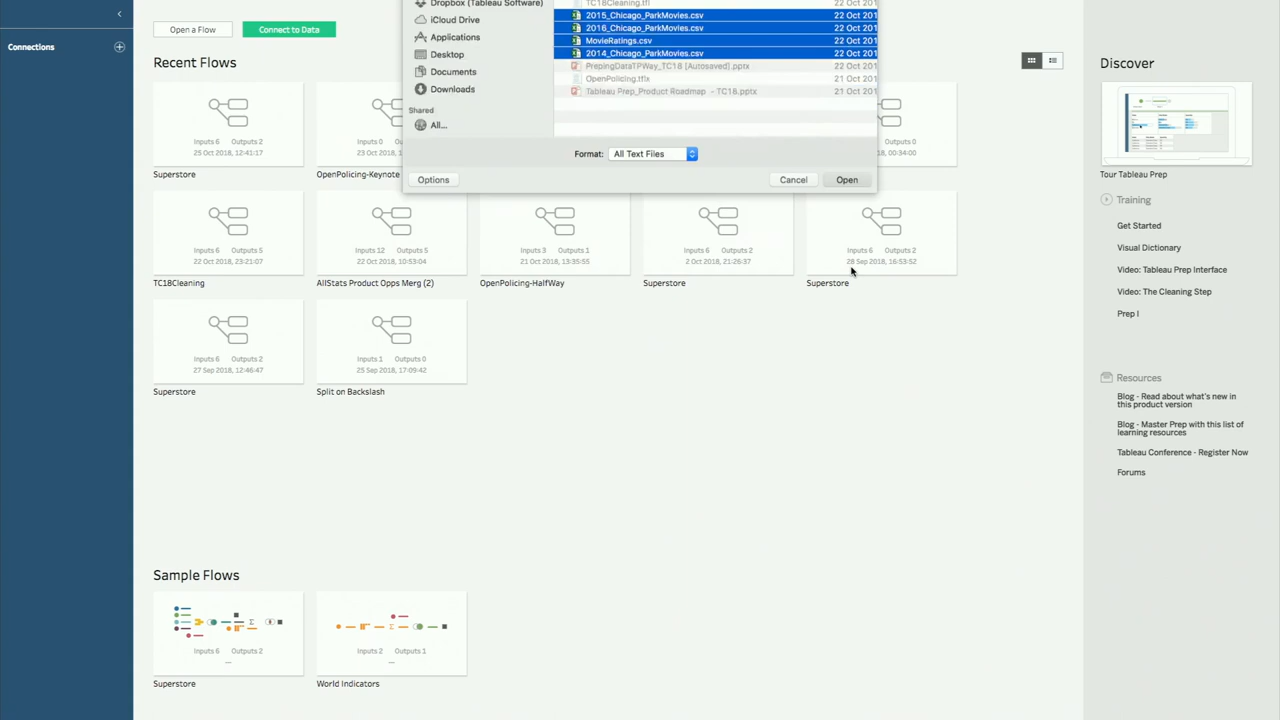 Connections
Open a Flow
Connect to Data
Recent Flows
Inputs 6 Outputs 2
25 Oct 2018, 12:41:17
Superstore
Inputs 0
23 Oct 20
OpenPolicing-Keynote
00:34:00
Inputs 6 Outputs 5
22 Oct 2018, 23:21:07
TC18Cleaning
Inputs 12 Outputs 5
22 Oct 2018, 10:53:04
AllStats Product Opps Merg (2)
Inputs 3 Outputs 1
21 Oct 2018, 13:35:55
OpenPolicing-HalfWay
Inputs 6 Outputs 2
2 Oct 2018, 21:26:37
Superstore
Inputs 6 Outputs 2
28 Sep 2018, 16:53:52
Superstore
Inputs 6 Outputs 2
27 Sep 2018, 12:46:47
Superstore
Inputs 1 Outputs 0
25 Sep 2018, 17:09:42
Split on Backslash
Dropbox (Tableau Software)
iCloud Drive
Applications
Desktop
Documents
Downloads
Shared
All...
TC18Cleaning.tfl 22 Oct 201
2015_Chicago_ParkMovies.csv 22 Oct 201
2016_Chicago_ParkMovies.csv 22 Oct 201
MovieRatings.csv 22 Oct 201
2014_Chicago_ParkMovies.csv 22 Oct 201
PrepingDataTPWay_TC18 [Autosaved].pptx 22 Oct 201
OpenPolicing.tflx 21 Oct 201
Tableau Prep_Product Roadmap - TC18.pptx 21 Oct 201
Format: All Text Files
Options
Cancel
Open
Sample Flows
Inputs 6 Outputs 2
Superstore
Inputs 2 Outputs 1
World Indicators
Discover
Tour Tableau Prep
Training
Get Started
Visual Dictionary
Video: Tableau Prep Interface
Video: The Cleaning Step
Prep I
Resources
Blog - Read about what's new in
this product version
Blog - Master Prep with this list of
learning resources
Tableau Conference - Register Now
Forums